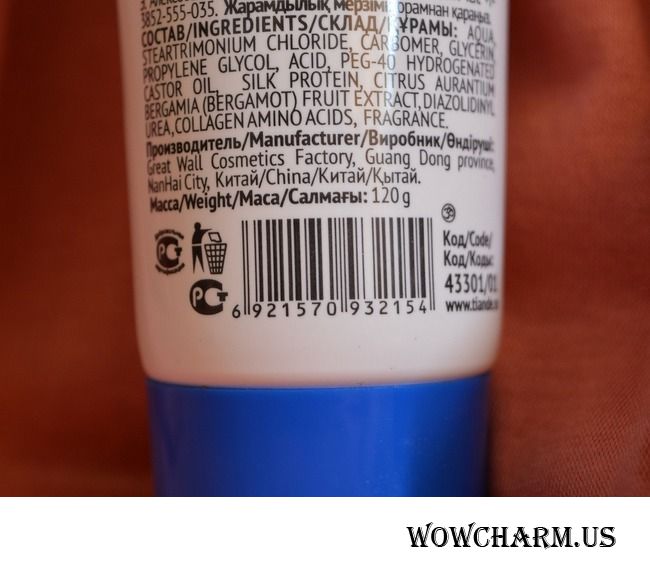 3852-555-035. Жарамдылық мерзімі орамнан қараңыз.
СОСТАВ/INGREDIENTS/СКЛАД/ҚҰРАМЫ: AQUA,
STEARTRIMONIUM CHLORIDE, CARBOMER, GLYCERIN,
PROPYLENE GLYCOL, ACID, PEG-40 HYDROGENATED
CASTOR OIL, SILK PROTEIN, CITRUS AURANTIUM
BERGAMIA (BERGAMOT) FRUIT EXTRACT, DIAZOLIDINYL
UREA, COLLAGEN AMINO ACIDS, FRAGRANCE.
Производитель/Manufacturer/Виробник/Өндіруші:
Great Wall Cosmetics Factory, Guang Dong province,
NanHai City, Китай/China/Китай/Қытай.
Масса/Weight/Маса/Салмағы: 120 g
Код/Code/
Код/Коды:
43301/01
www.tiande.
РСТ
РСТ
6 921570 932154
WOWCHARM.US